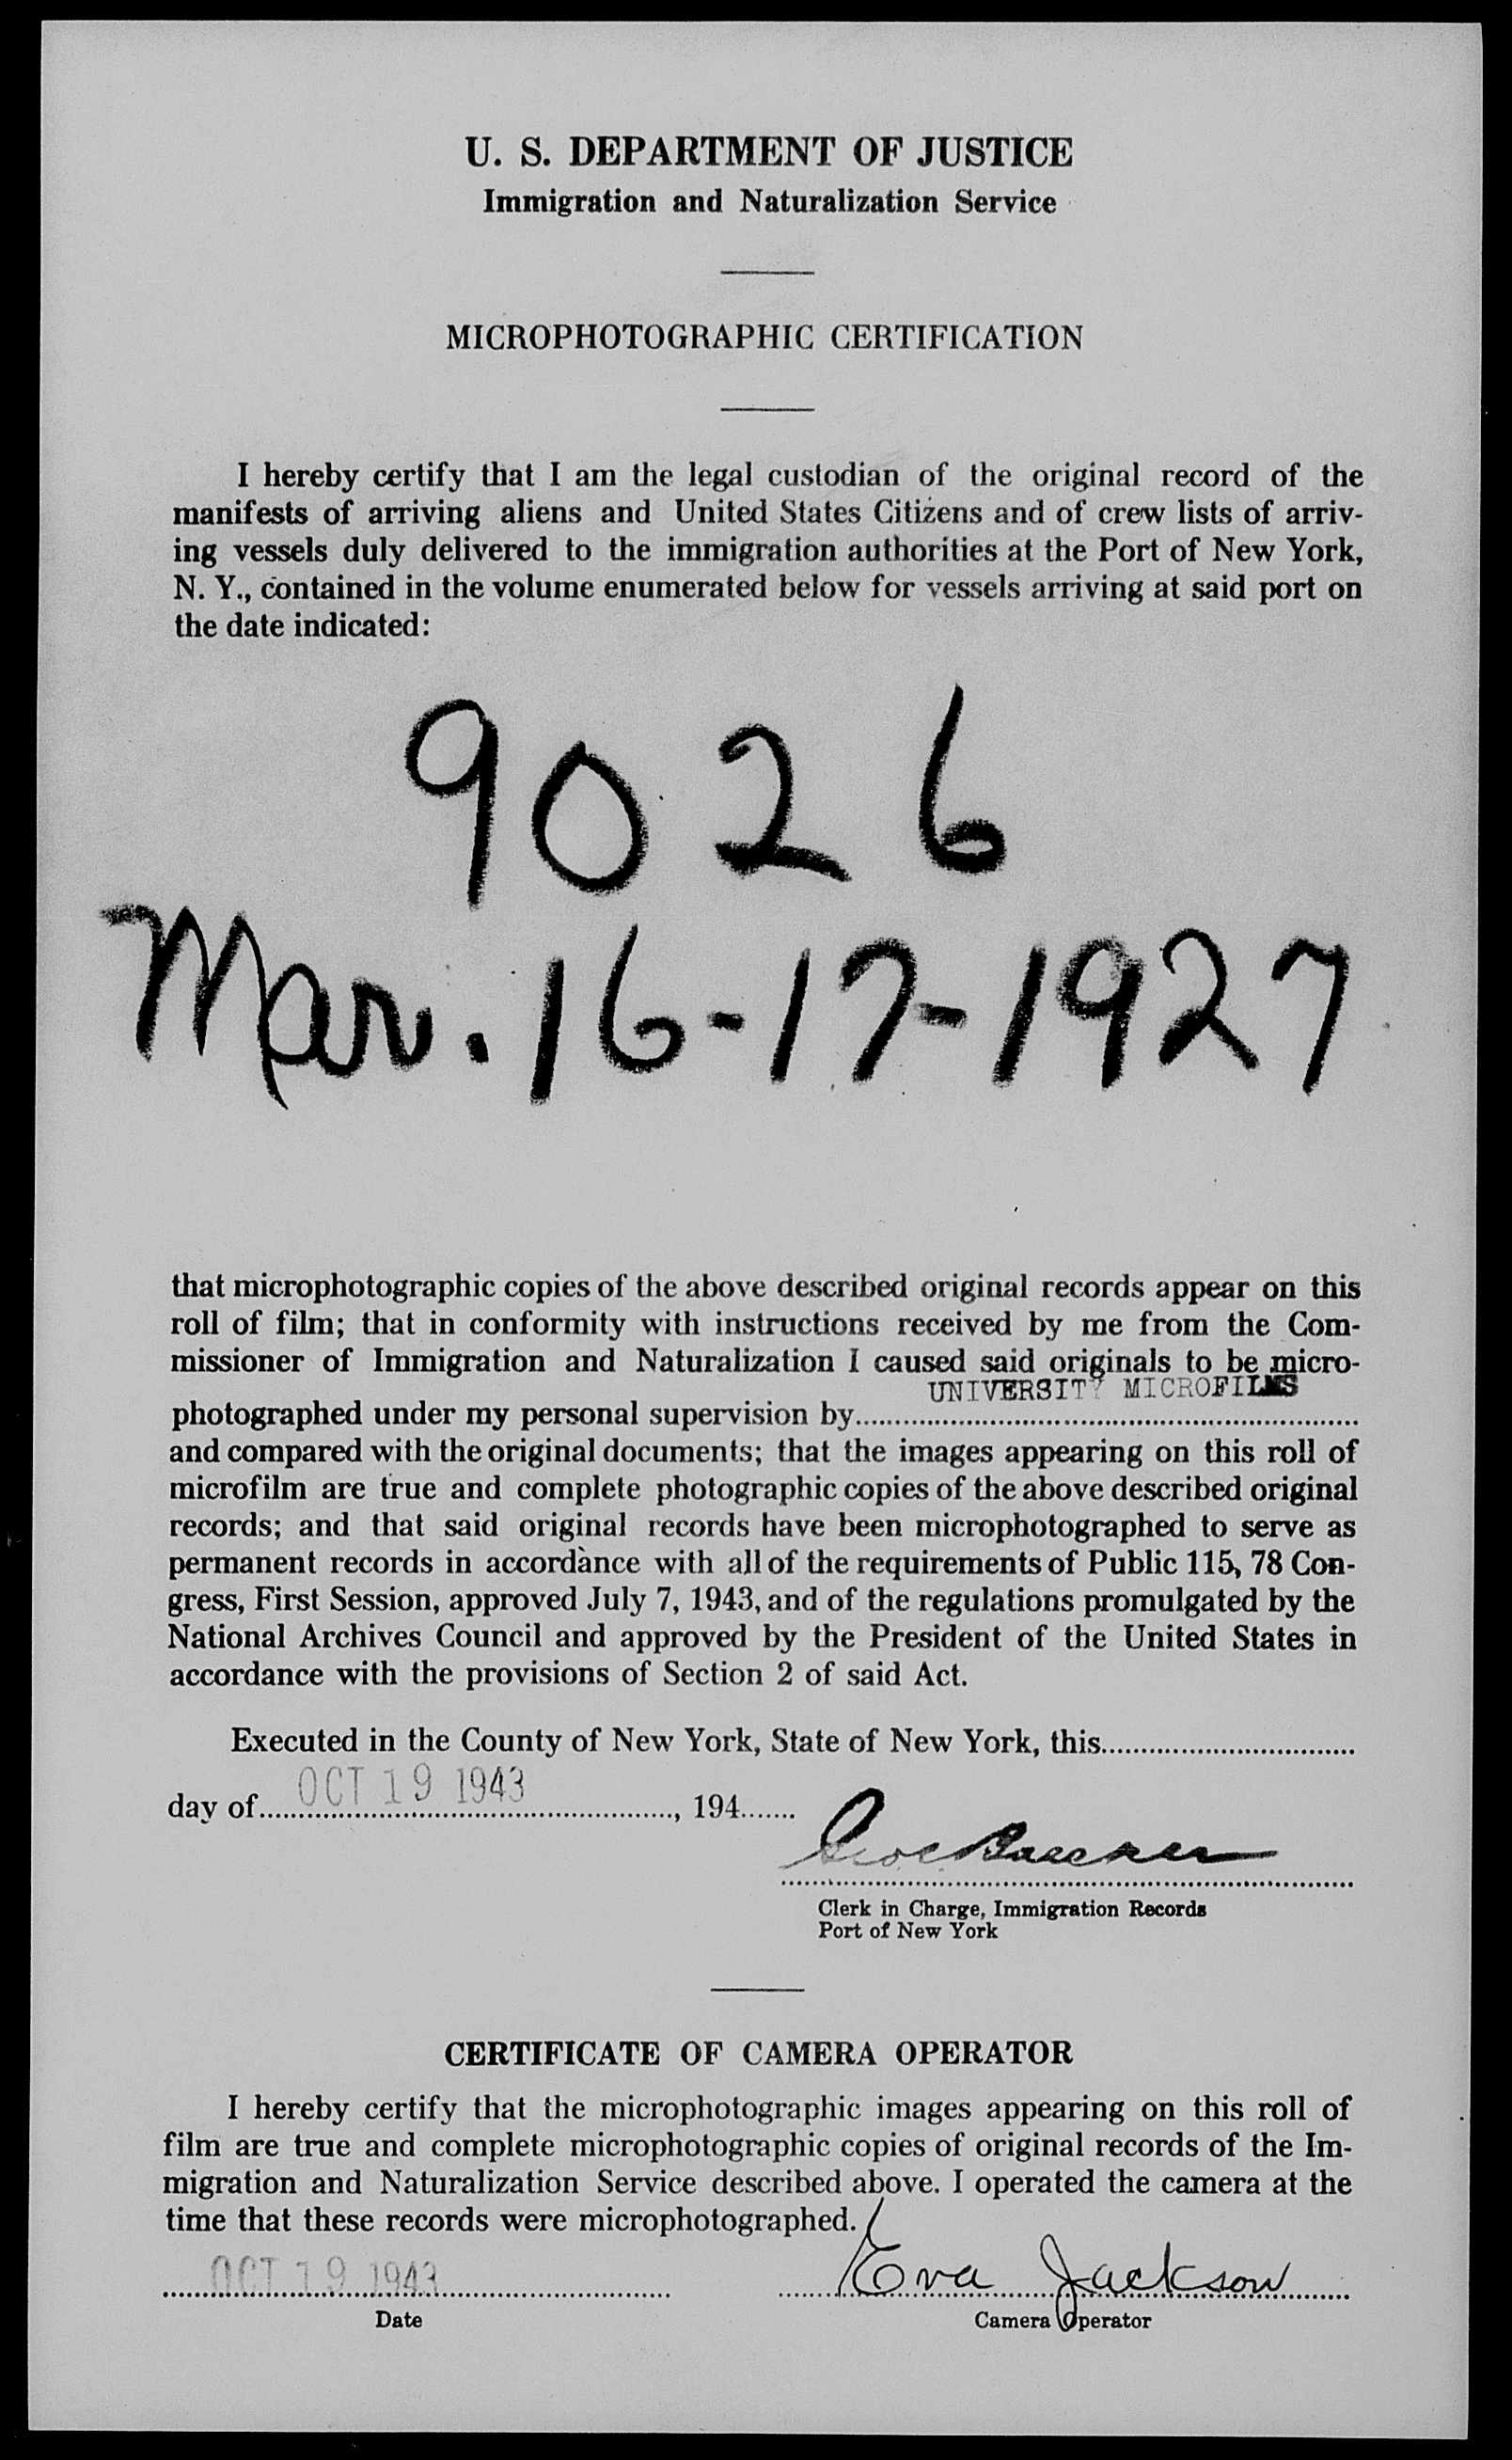 U. S. DEPARTMENT OF JUSTICE
Immigration and Naturalization Service
MICROPHOTOGRAPHIC CERTIFICATION
I hereby certify that I am the legal custodian of the original record of the
manifests of arriving aliens and United States Citizens and of crew lists of arriv-
ing vessels duly delivered to the immigration authorities at the Port of New York,
N. Y., contained in the volume enumerated below for vessels arriving at said port on
the date indicated:
9026
Mar. 16-17-1927
that microphotographic copies of the above described original records appear on this
roll of film; that in conformity with instructions received by me from the Com-
missioner of Immigration and Naturalization I caused said originals to be micro-
UNIVERSITY MICROFILMS
photographed under my personal supervision by
and compared with the original documents; that the images appearing on this roll of
microfilm are true and complete photographic copies of the above described original
records; and that said original records have been microphotographed to serve as
permanent records in accordance with all of the requirements of Public 115, 78 Con-
gress, First Session, approved July 7, 1943, and of the regulations promulgated by the
National Archives Council and approved by the President of the United States in
accordance with the provisions of Section 2 of said Act.
Executed in the County of New York, State of New York, this
day of OCT 19 1943, 194
Clerk in Charge, Immigration Records
Port of New York
CERTIFICATE OF CAMERA OPERATOR
I hereby certify that the microphotographic images appearing on this roll of
film are true and complete microphotographic copies of original records of the Im-
migration and Naturalization Service described above. I operated the camera at the
time that these records were microphotographed.
OCT 19 1943 Eva Jackson
Date Camera Operator